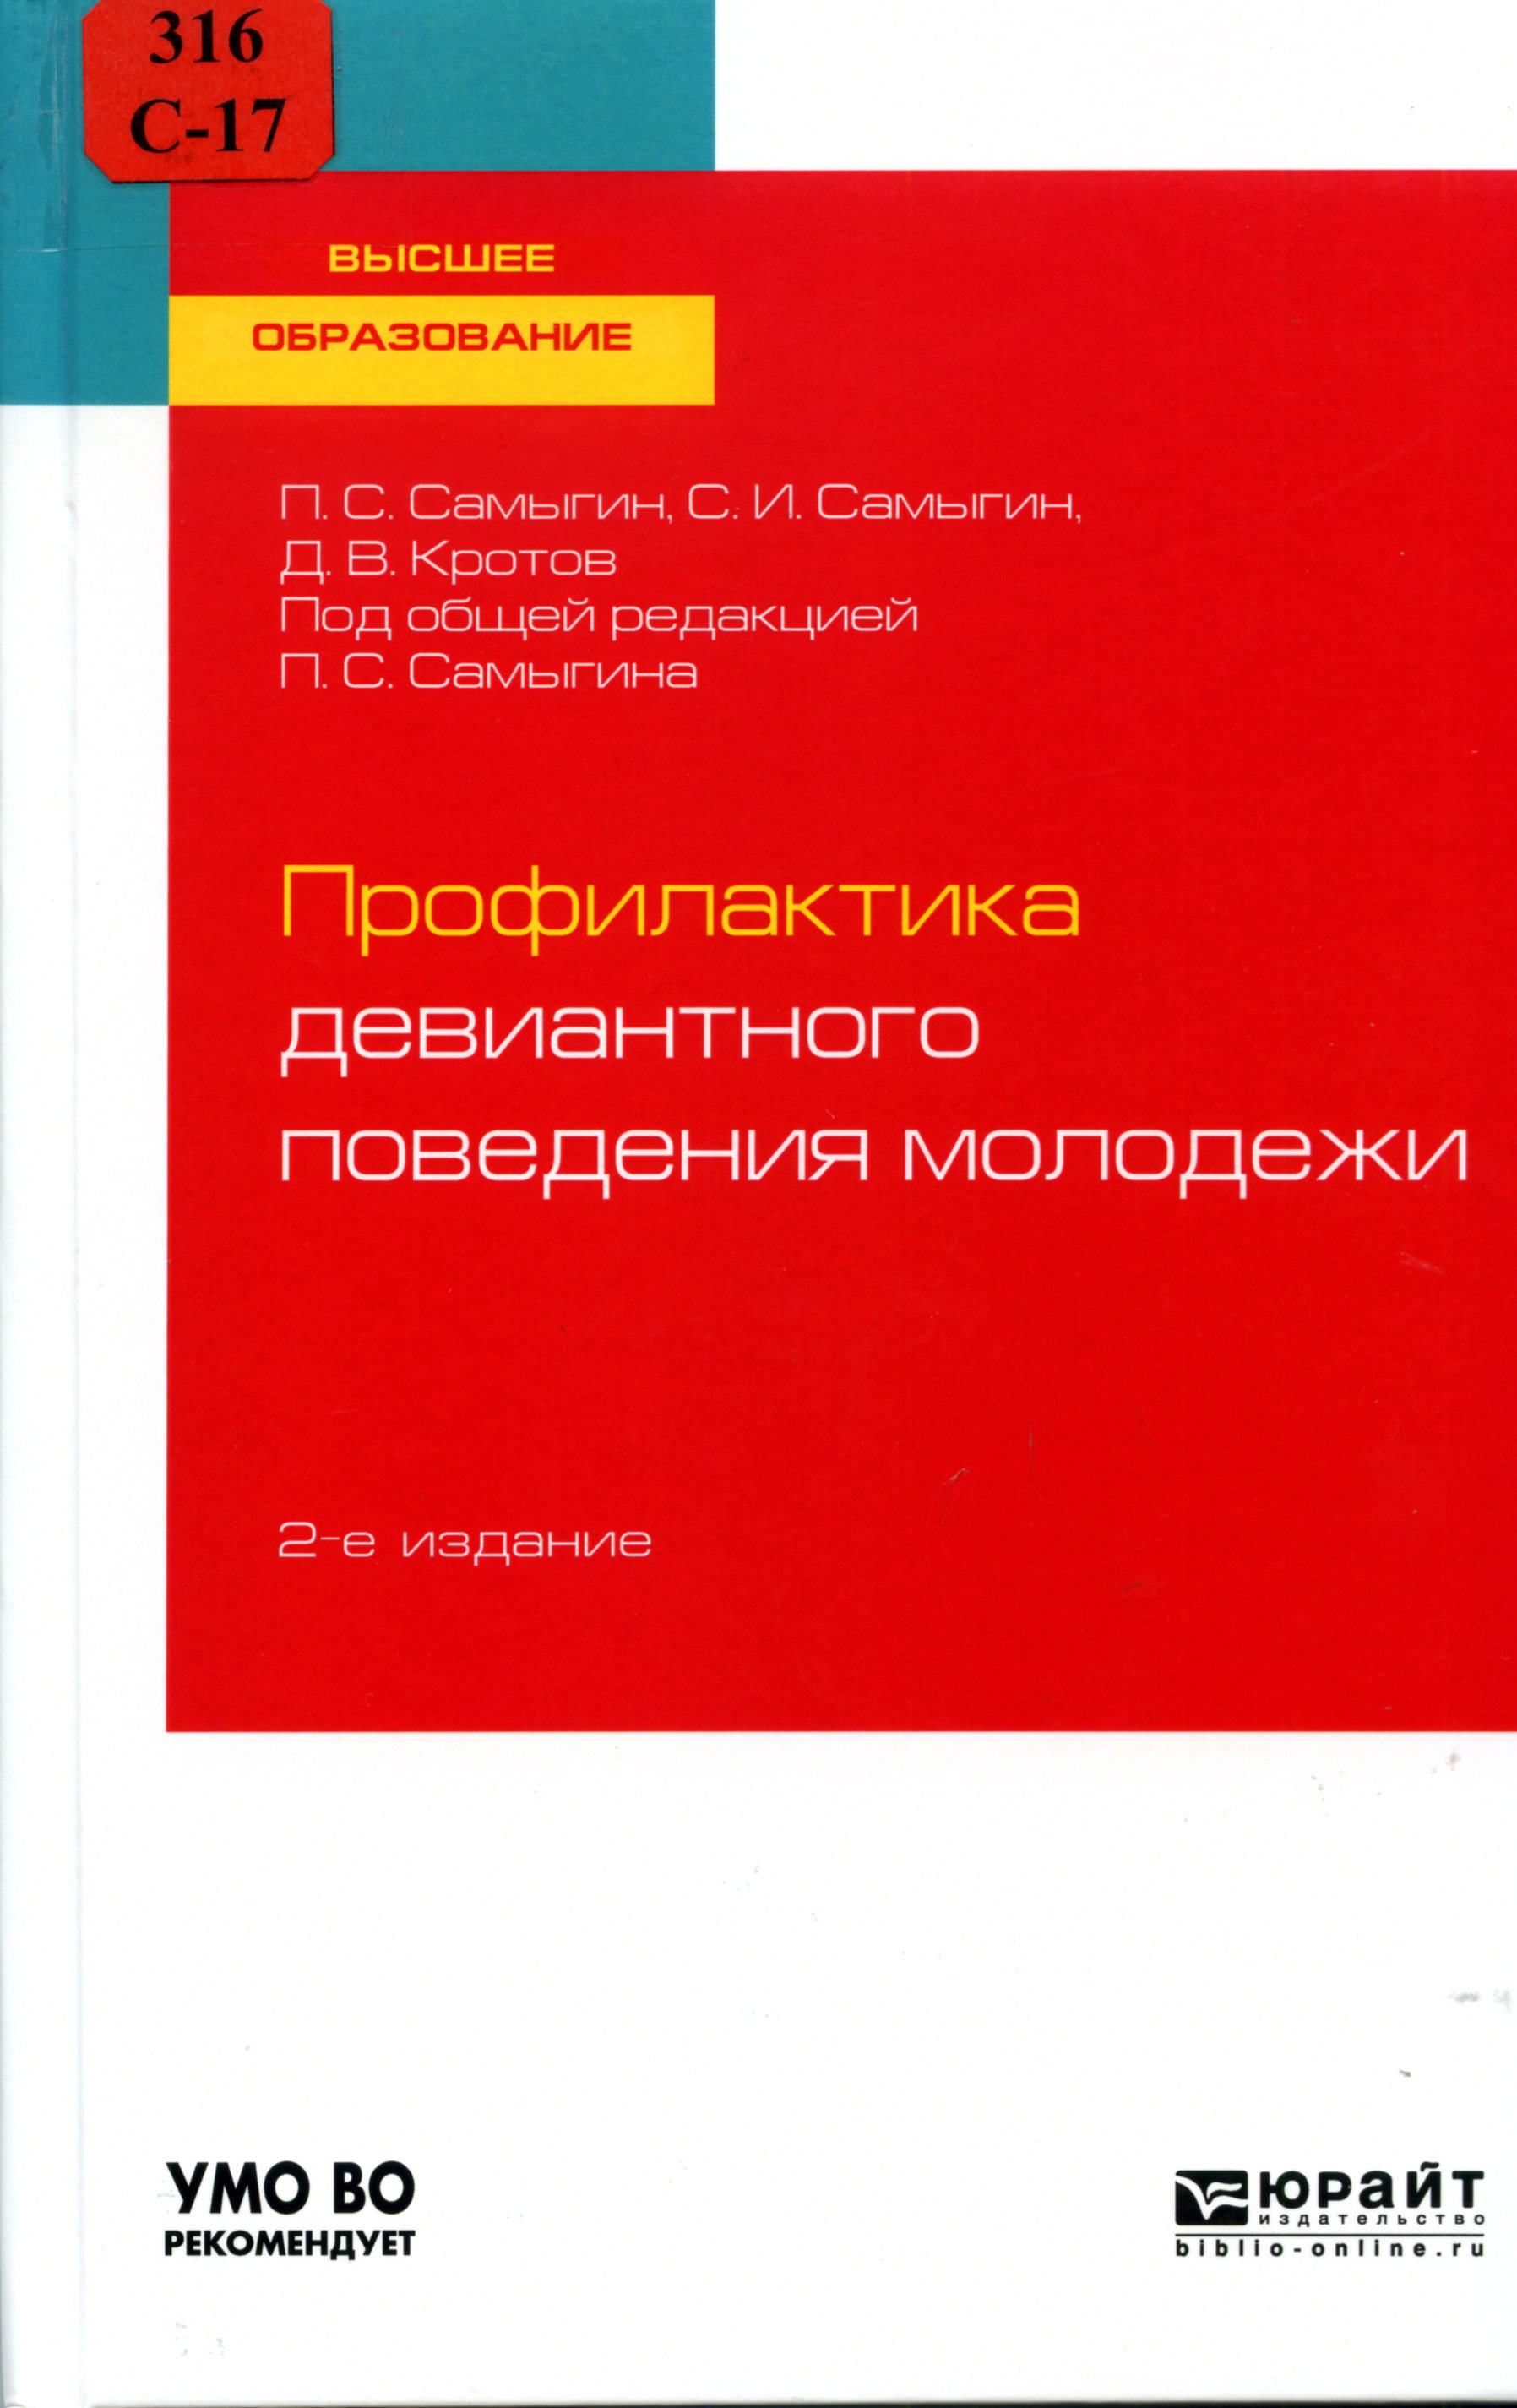 316
С-17
ВЫСШЕЕ
ОБРАЗОВАНИЕ
П. С. Самыгин, С. И. Самыгин,
Д. В. Кротов
Под общей редакцией
П. С. Самыгина
Профилактика
девиантного
поведения молодежи
2-е издание
УМО ВО
РЕКОМЕНДУЕТ
юрайт
издательство
biblio-online.ru